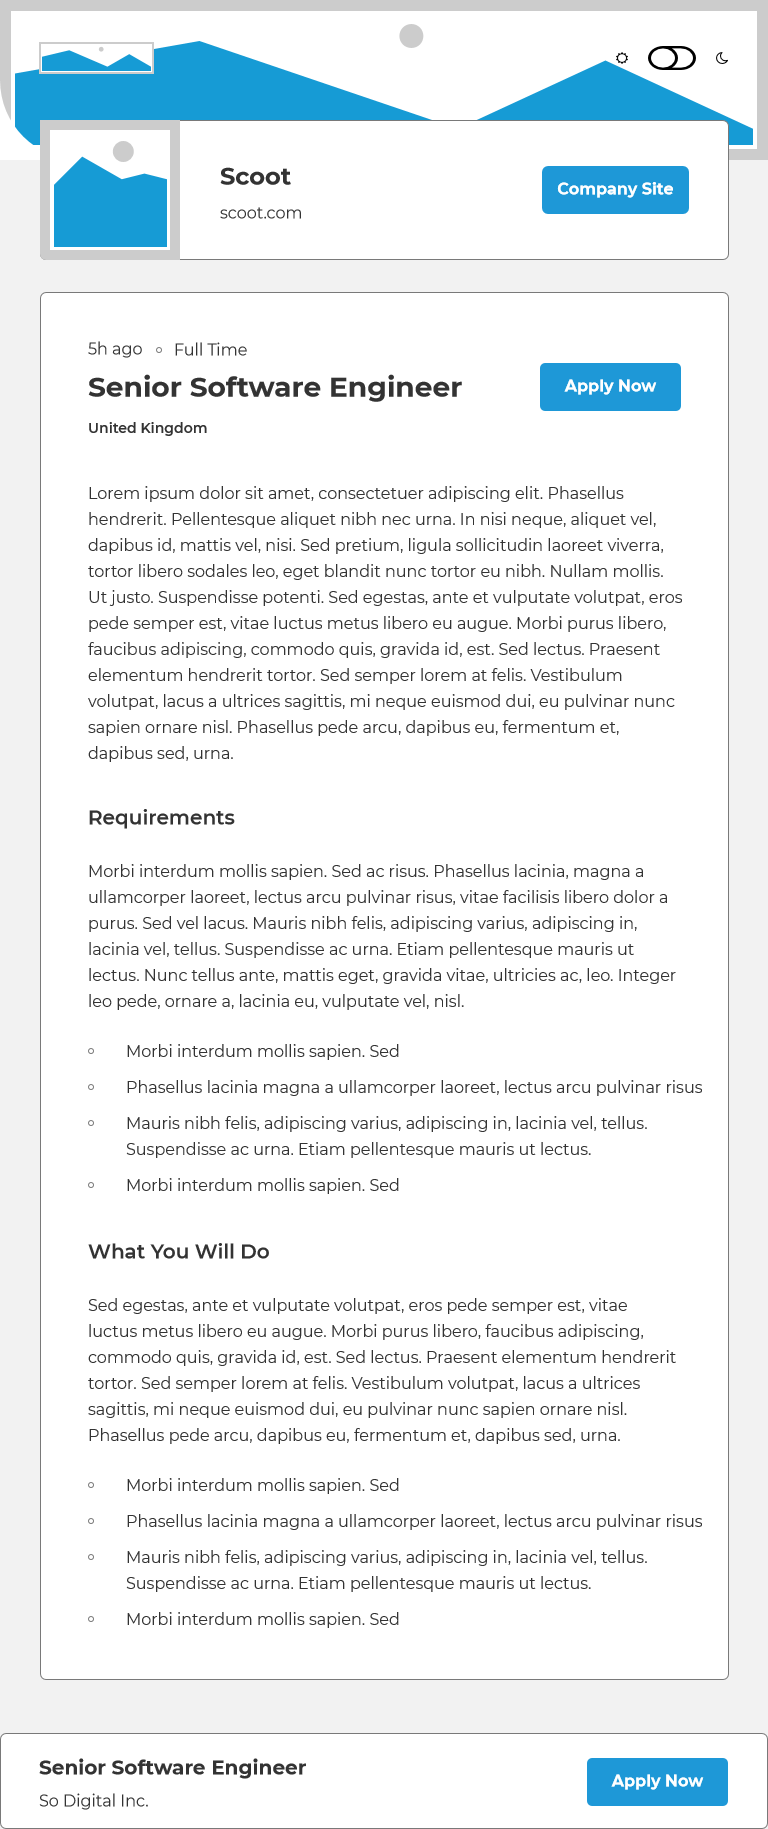 Scoot
scoot.com
Company Site
5h ago
Full Time
Senior Software Engineer
Apply Now
United Kingdom
Lorem ipsum dolor sit amet, consectetuer adipiscing elit. Phasellus
hendrerit. Pellentesque aliquet nibh nec urna. In nisi neque, aliquet vel,
dapibus id, mattis vel, nisi. Sed pretium, ligula sollicitudin laoreet viverra,
tortor libero sodales leo, eget blandit nunc tortor eu nibh. Nullam mollis.
Ut justo. Suspendisse potenti. Sed egestas, ante et vulputate volutpat, eros
pede semper est, vitae luctus metus libero eu augue. Morbi purus libero,
faucibus adipiscing, commodo quis, gravida id, est. Sed lectus. Praesent
elementum hendrerit tortor. Sed semper lorem at felis. Vestibulum
volutpat, lacus a ultrices sagittis, mi neque euismod dui, eu pulvinar nunc
sapien ornare nisl. Phasellus pede arcu, dapibus eu, fermentum et,
dapibus sed, urna.
Requirements
Morbi interdum mollis sapien. Sed ac risus. Phasellus lacinia, magna a
ullamcorper laoreet, lectus arcu pulvinar risus, vitae facilisis libero dolor a
purus. Sed vel lacus. Mauris nibh felis, adipiscing varius, adipiscing in,
lacinia vel, tellus. Suspendisse ac urna. Etiam pellentesque mauris ut
lectus. Nunc tellus ante, mattis eget, gravida vitae, ultricies ac, leo. Integer
leo pede, ornare a, lacinia eu, vulputate vel, nisl.
Morbi interdum mollis sapien. Sed
Phasellus lacinia magna a ullamcorper laoreet, lectus arcu pulvinar risus
Mauris nibh felis, adipiscing varius, adipiscing in, lacinia vel, tellus.
Suspendisse ac urna. Etiam pellentesque mauris ut lectus.
Morbi interdum mollis sapien. Sed
What You Will Do
Sed egestas, ante et vulputate volutpat, eros pede semper est, vitae
luctus metus libero eu augue. Morbi purus libero, faucibus adipiscing,
commodo quis, gravida id, est. Sed lectus. Praesent elementum hendrerit
tortor. Sed semper lorem at felis. Vestibulum volutpat, lacus a ultrices
sagittis, mi neque euismod dui, eu pulvinar nunc sapien ornare nisl.
Phasellus pede arcu, dapibus eu, fermentum et, dapibus sed, urna.
Morbi interdum mollis sapien. Sed
Phasellus lacinia magna a ullamcorper laoreet, lectus arcu pulvinar risus
Mauris nibh felis, adipiscing varius, adipiscing in, lacinia vel, tellus.
Suspendisse ac urna. Etiam pellentesque mauris ut lectus.
Morbi interdum mollis sapien. Sed
Senior Software Engineer
So Digital Inc.
Apply Now